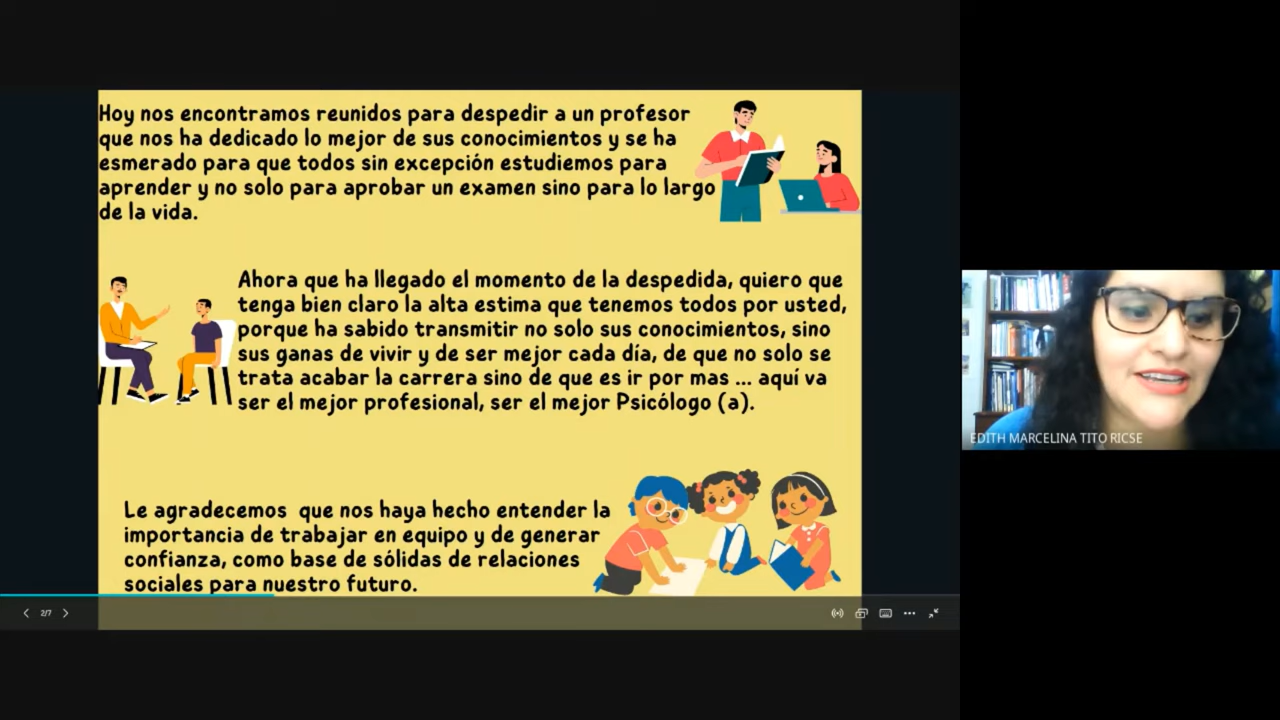 Hoy nos encontramos reunidos para despedir a un profesor
que nos ha dedicado lo mejor de sus conocimientos y se ha
esmerado para que todos sin excepción estudiemos para
aprender y no solo para aprobar un examen sino para lo largo
de la vida.
Ahora que ha llegado el momento de la despedida, quiero que
tenga bien claro la alta estima que tenemos todos por usted,
porque ha sabido transmitir no solo sus conocimientos, sino
sus ganas de vivir y de ser mejor cada día, de que no solo se
trata acabar la carrera sino de que es ir por mas ... aquí va
ser el mejor profesional, ser el mejor Psicólogo (a).
Le agradecemos  que nos haya hecho entender la
importancia de trabajar en equipo y de generar
confianza, como base de sólidas de relaciones
sociales para nuestro futuro.
2/7
EDITH MARCELINA TITO RICSE